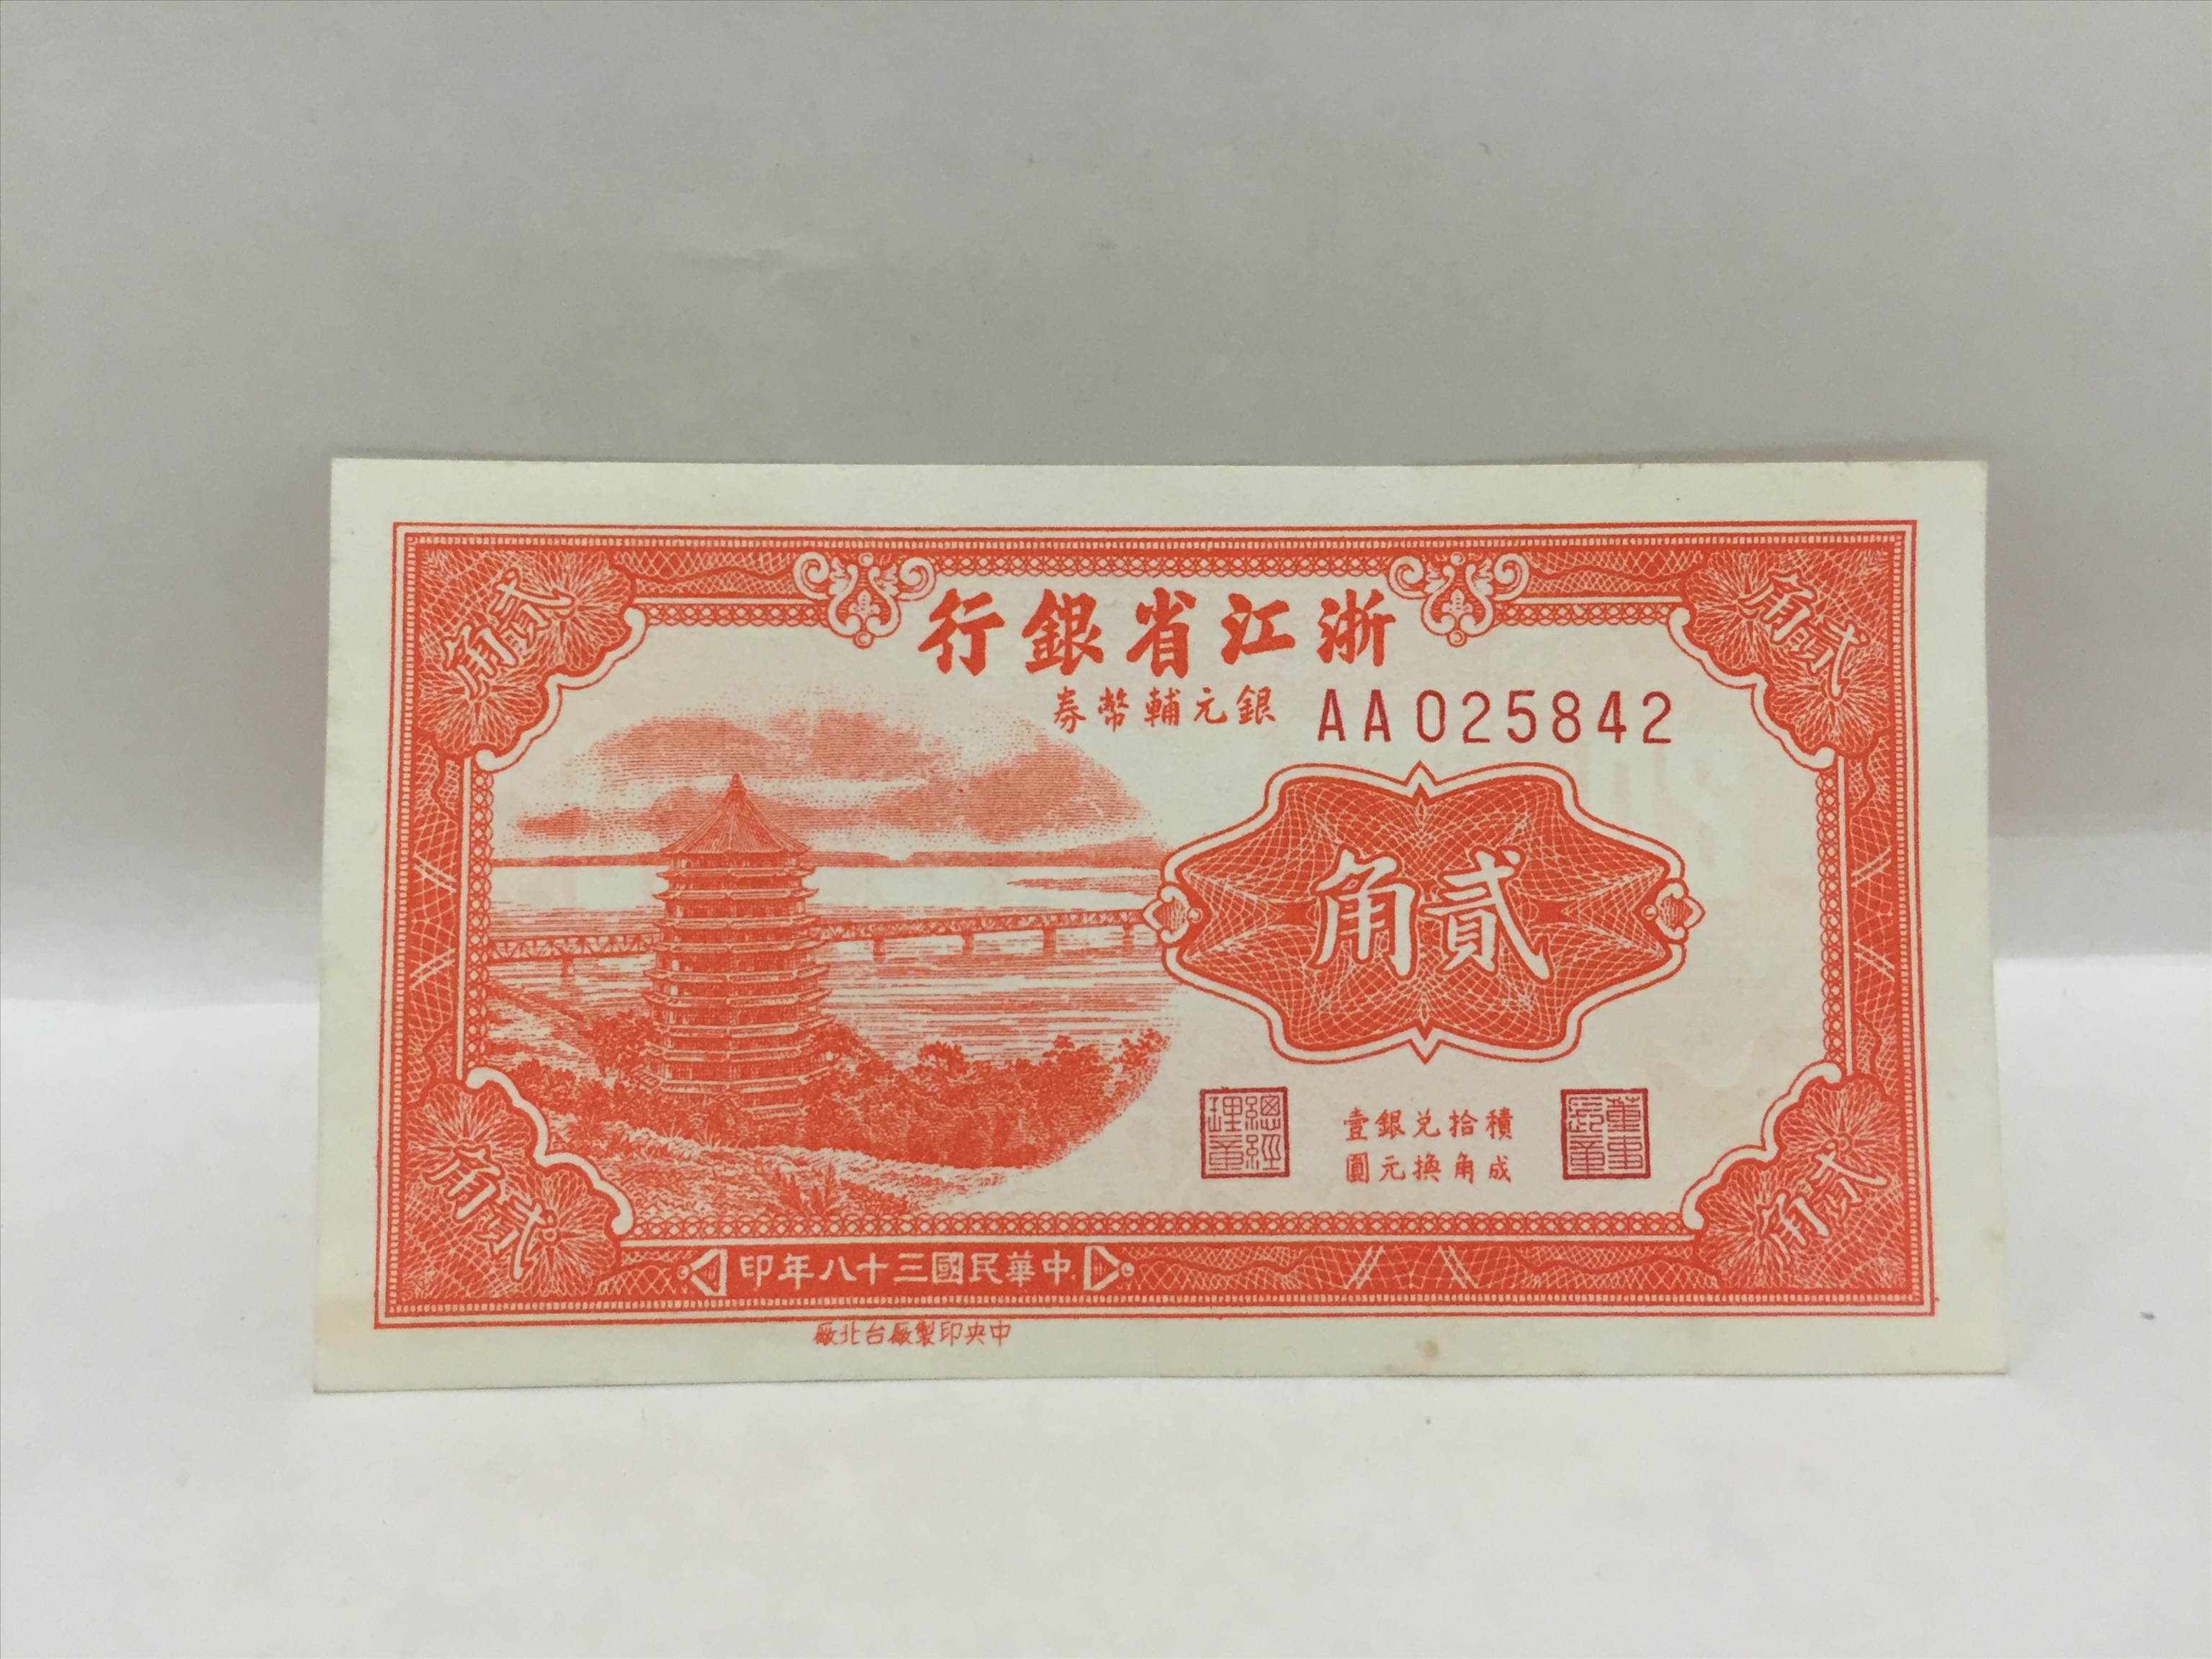 浙江省銀行
銀元輔幣券
AA025842
貳角
貳角
貳角
積成拾角兌換銀元壹圓
總經理章
董事長章
貳角
貳角
中華民國三十八年印
中央印製廠台北廠